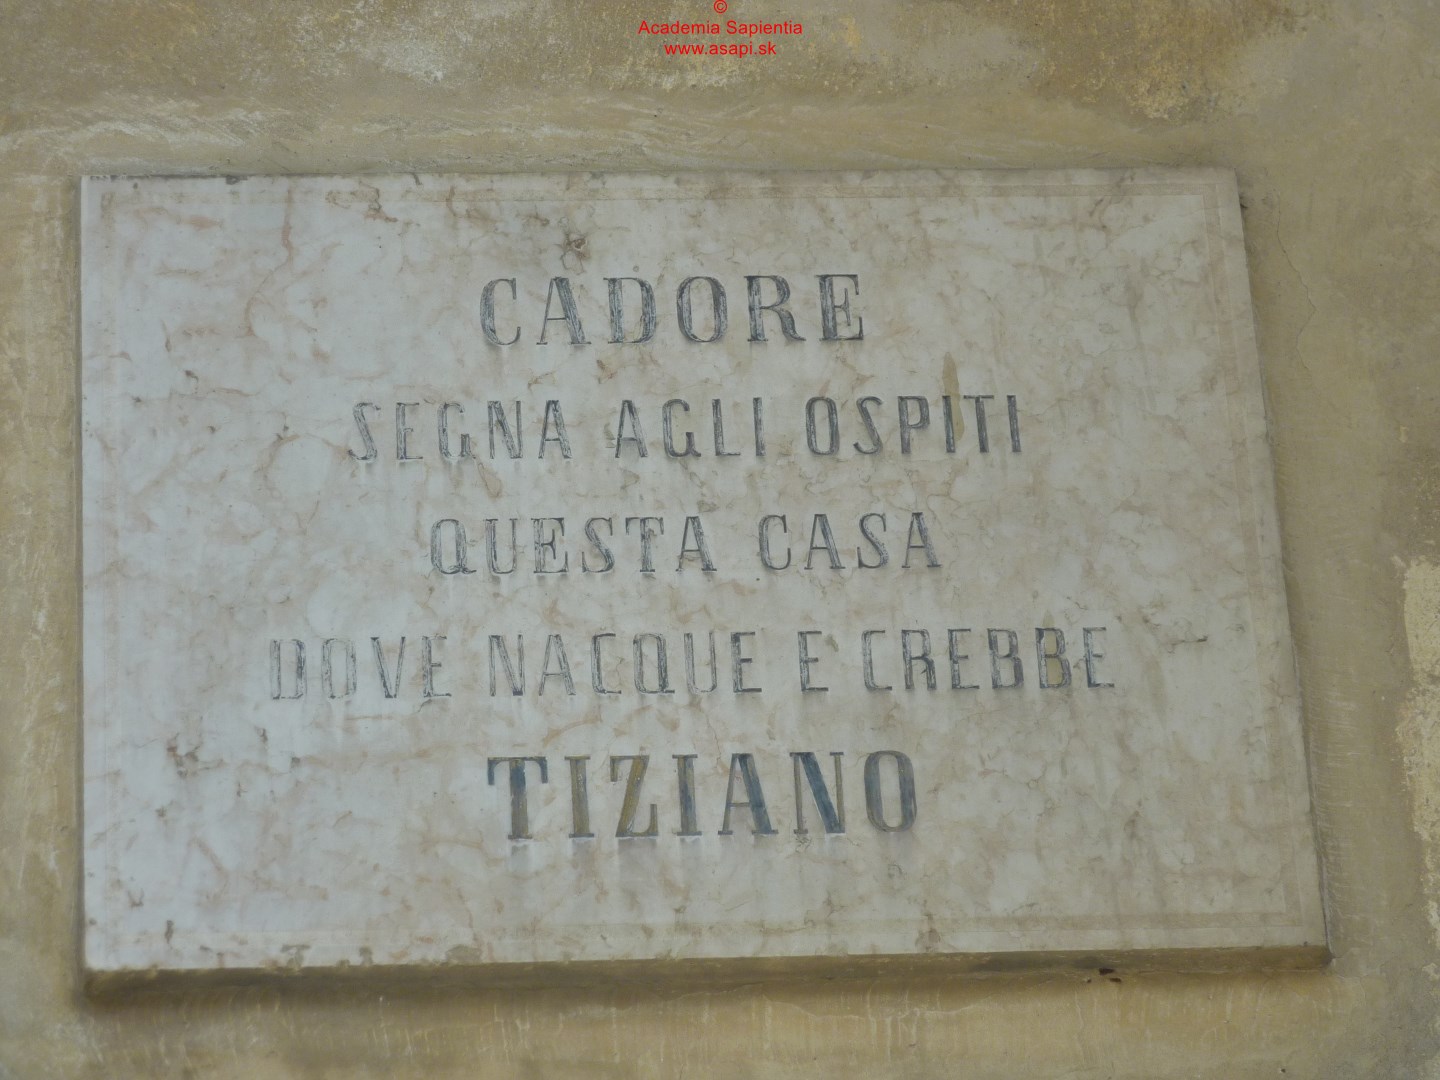 ©
Academia Sapientia
www.asapi.sk
CADORE
SEGNA AGLI OSPITI
QUESTA CASA
DOVE NACQUE E CREBBE
TIZIANO